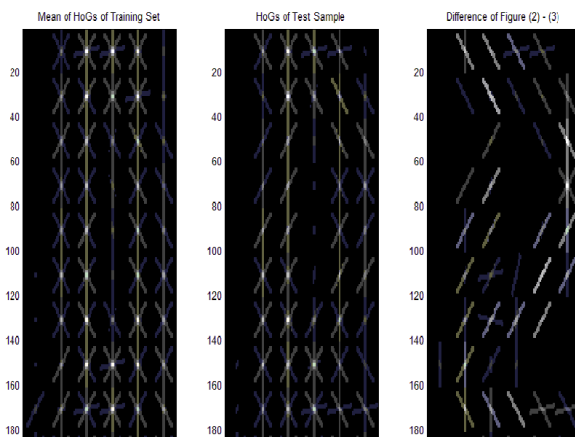 Mean of HoGs of Training Set
HoGs of Test Sample
Difference of Figure (2) - (3)
20 20 20
40 40 40
60 60 60
80 80 80
100 100 100
120 120 120
140 140 140
160 160 160
180 180 180